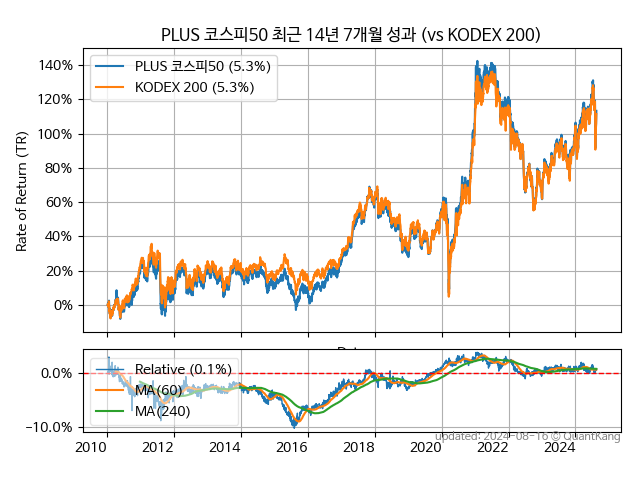 PLUS 코스피50 최근 14년 7개월 성과 (vs KODEX 200)
140%
120%
100%
80%
60%
40%
20%
0%
Rate of Return (TR)
PLUS 코스피50 (5.3%)
KODEX 200 (5.3%)
0.0%
−10.0%
Relative (0.1%)
MA(60)
MA(240)
2010 2012 2014 2016 2018 2020 2022 2024
updated: 2024-08-16 © QuantKang